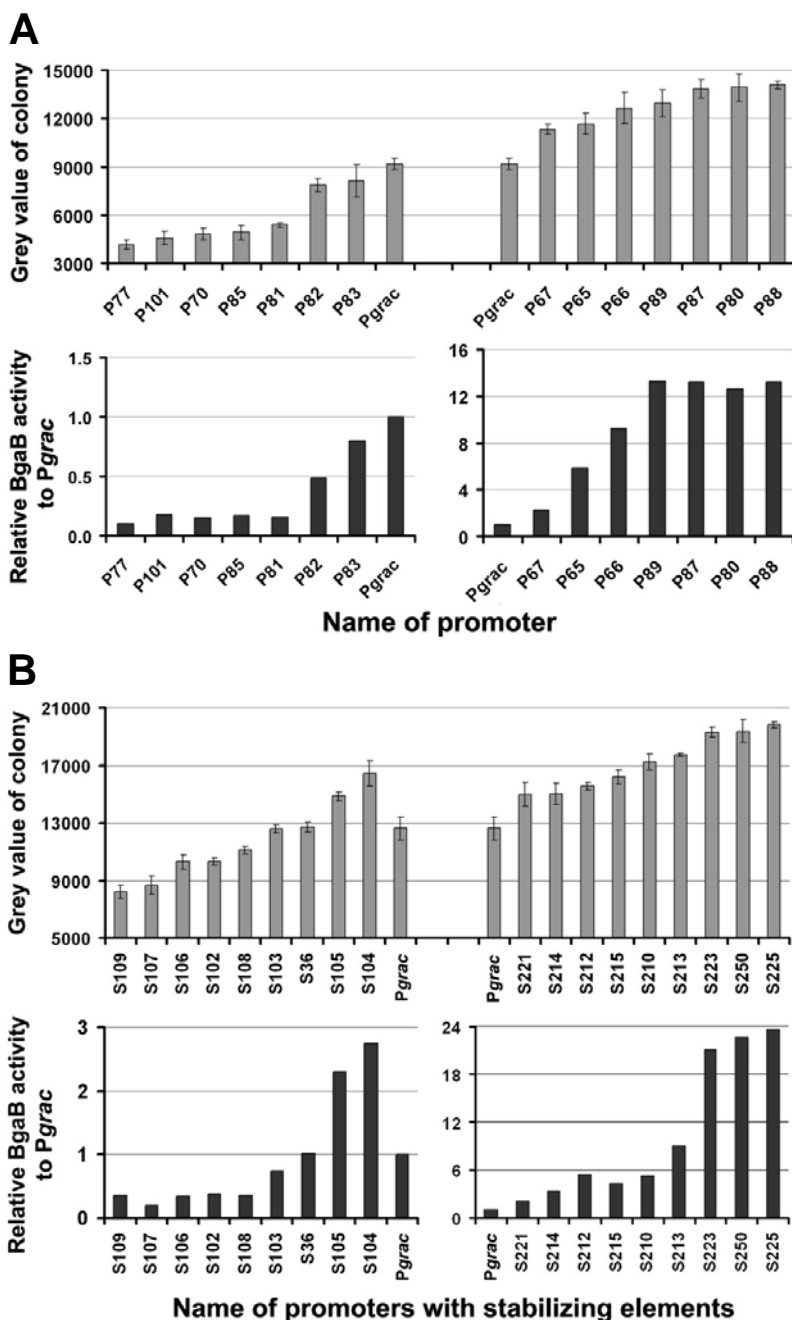 A
Grey value of colony
15000
12000
9000
6000
3000
P77 P101 P70 P85 P81 P82 P83 Pgrac Pgrac P67 P65 P66 P89 P87 P80 P88
Relative BgaB activity
to Pgrac
1.5
1.0
0.5
0.0
P77 P101 P70 P85 P81 P82 P83 Pgrac
16
12
8
4
0
Pgrac P67 P65 P66 P89 P87 P80 P88
Name of promoter
B
Grey value of colony
21000
17000
13000
9000
5000
S109 S107 S106 S102 S108 S103 S36 S105 S104 Pgrac Pgrac S221 S214 S212 S215 S210 S213 S223 S250 S225
Relative BgaB activity
to Pgrac
3
2
1
0
S109 S107 S106 S102 S108 S103 S36 S105 S104 Pgrac
24
18
12
6
0
Pgrac S221 S214 S212 S215 S210 S213 S223 S250 S225
Name of promoters with stabilizing elements